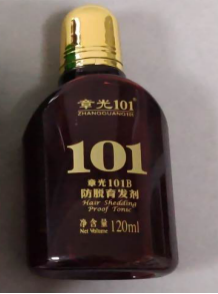 章光101
ZHANGGUANG101
101
章光101B
防脱育发剂
Hair Shedding
Proof Tonic
净含量 120ml
Net Volume